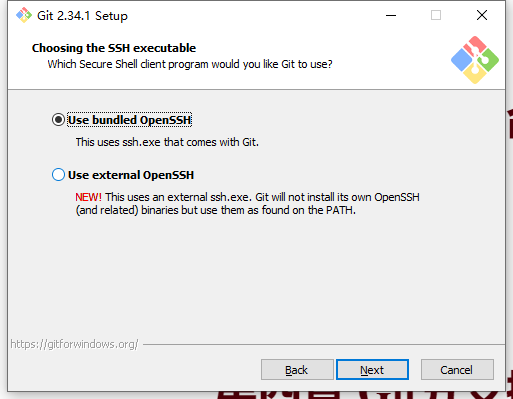 Git 2.34.1 Setup
Choosing the SSH executable
Which Secure Shell client program would you like Git to use?
Use bundled OpenSSH
This uses ssh.exe that comes with Git.
Use external OpenSSH
NEW! This uses an external ssh.exe. Git will not install its own OpenSSH
(and related) binaries but use them as found on the PATH.
https://gitforwindows.org/
Back Next Cancel